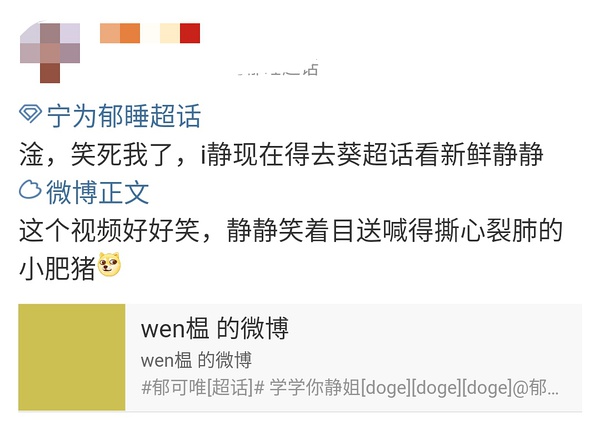 宁为郁睡超话
淦，笑死我了，i静现在得去葵超话看新鲜静静
微博正文
这个视频好好笑，静静笑着目送喊得撕心裂肺的
小肥猪
wen榅 的微博
wen榅 的微博
#郁可唯[超话]# 学学你静姐[doge][doge][doge]@郁...